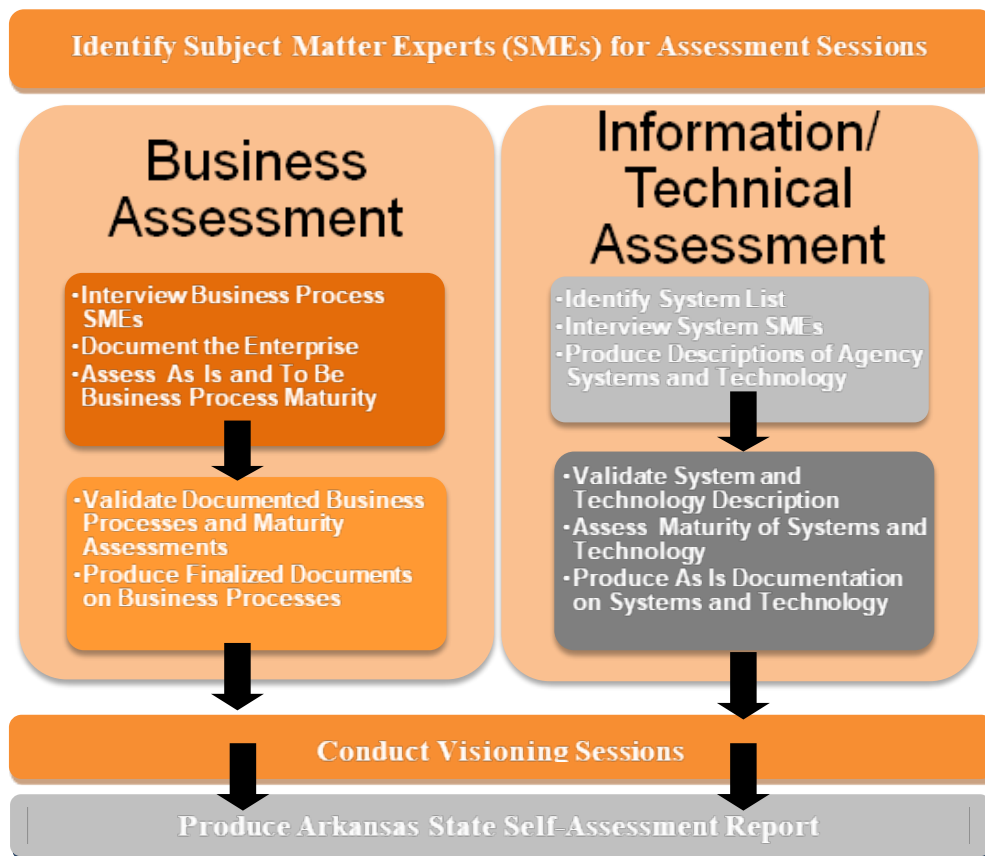 Identify Subject Matter Experts (SMEs) for Assessment Sessions
Business
Assessment
•Interview Business Process
SMEs
•Document the Enterprise
•Assess As Is and To Be
Business Process Maturity
•Validate Documented Business
Processes and Maturity
Assessments
•Produce Finalized Documents
on Business Processes
Information/
Technical
Assessment
•Identify System List
•Interview System SMEs
•Produce Descriptions of Agency
Systems and Technology
•Validate System and
Technology Description
•Assess Maturity of Systems and
Technology
•Produce As Is Documentation
on Systems and Technology
Conduct Visioning Sessions
Produce Arkansas State Self-Assessment Report